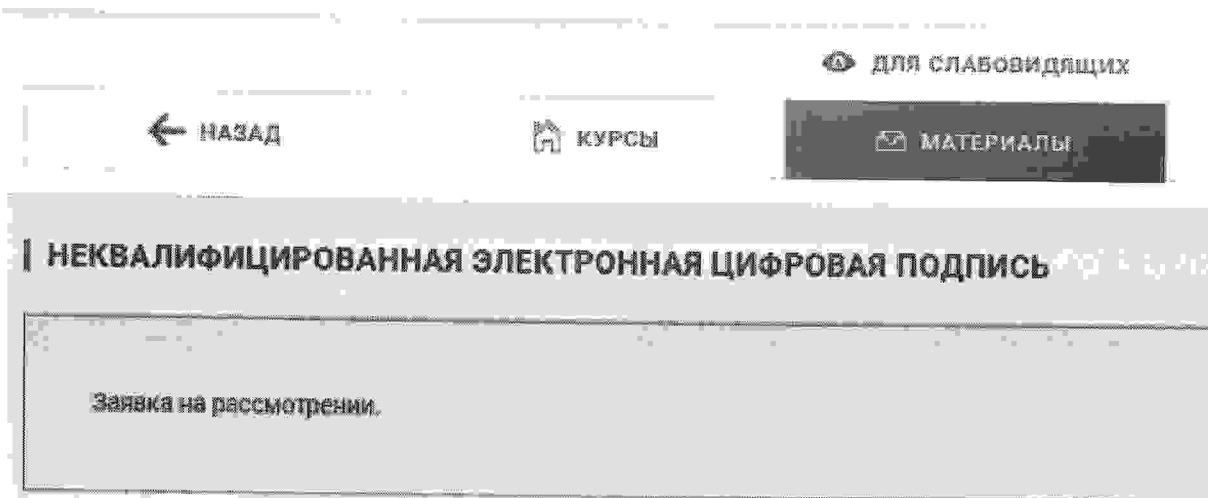 ДЛЯ СЛАБОВИДЯЩИХ
НАЗАД
КУРСЫ
МАТЕРИАЛЫ
НЕКВАЛИФИЦИРОВАННАЯ ЭЛЕКТРОННАЯ ЦИФРОВАЯ ПОДПИСЬ
Заявка на рассмотрении.